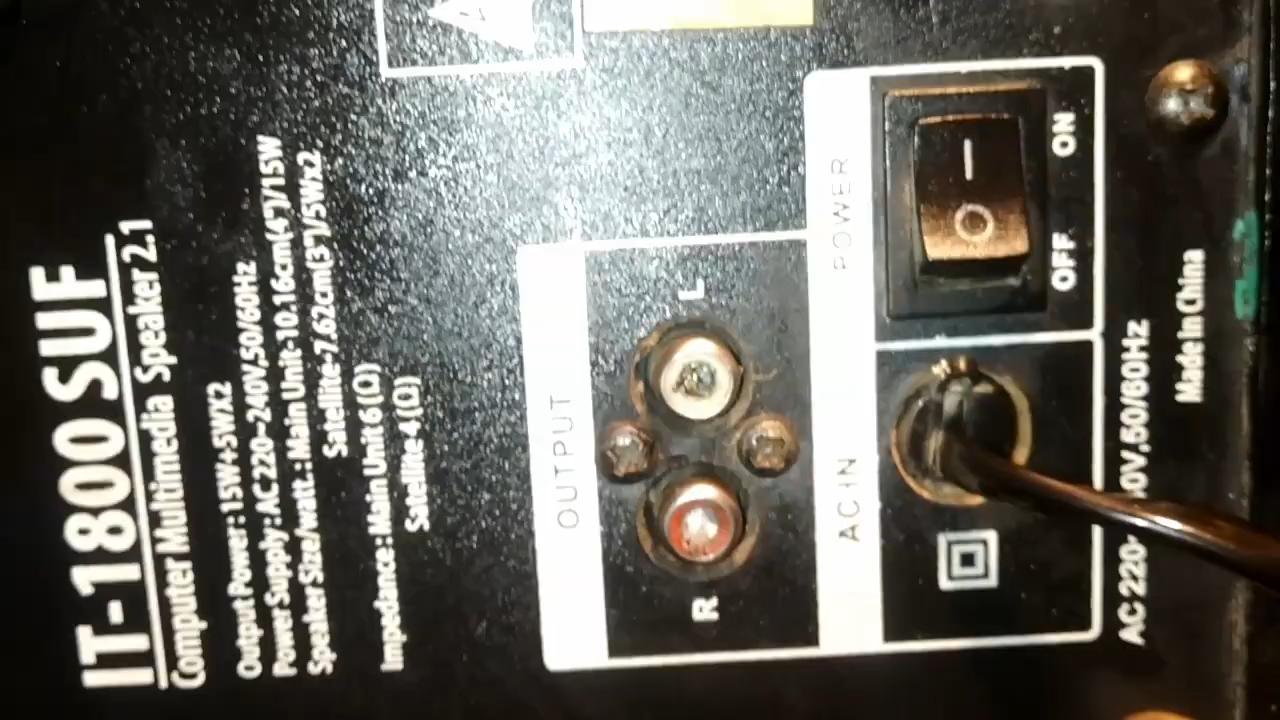 IT-1800 SUF
Computer Multimedia Speaker 2.1
Output Power: 15W+5WX2
Power Supply: AC 220~240V,50/60Hz
Speaker Size/watt.: Main Unit-10.16cm(4")/15W
Satellite-7.62cm(3")/5Wx2
Impedance: Main Unit 6 (Ω)
Satellite-4 (Ω)
OUTPUT
R
L
AC IN
POWER
OFF
ON
AC 220- 0V,50/60Hz
Made In China